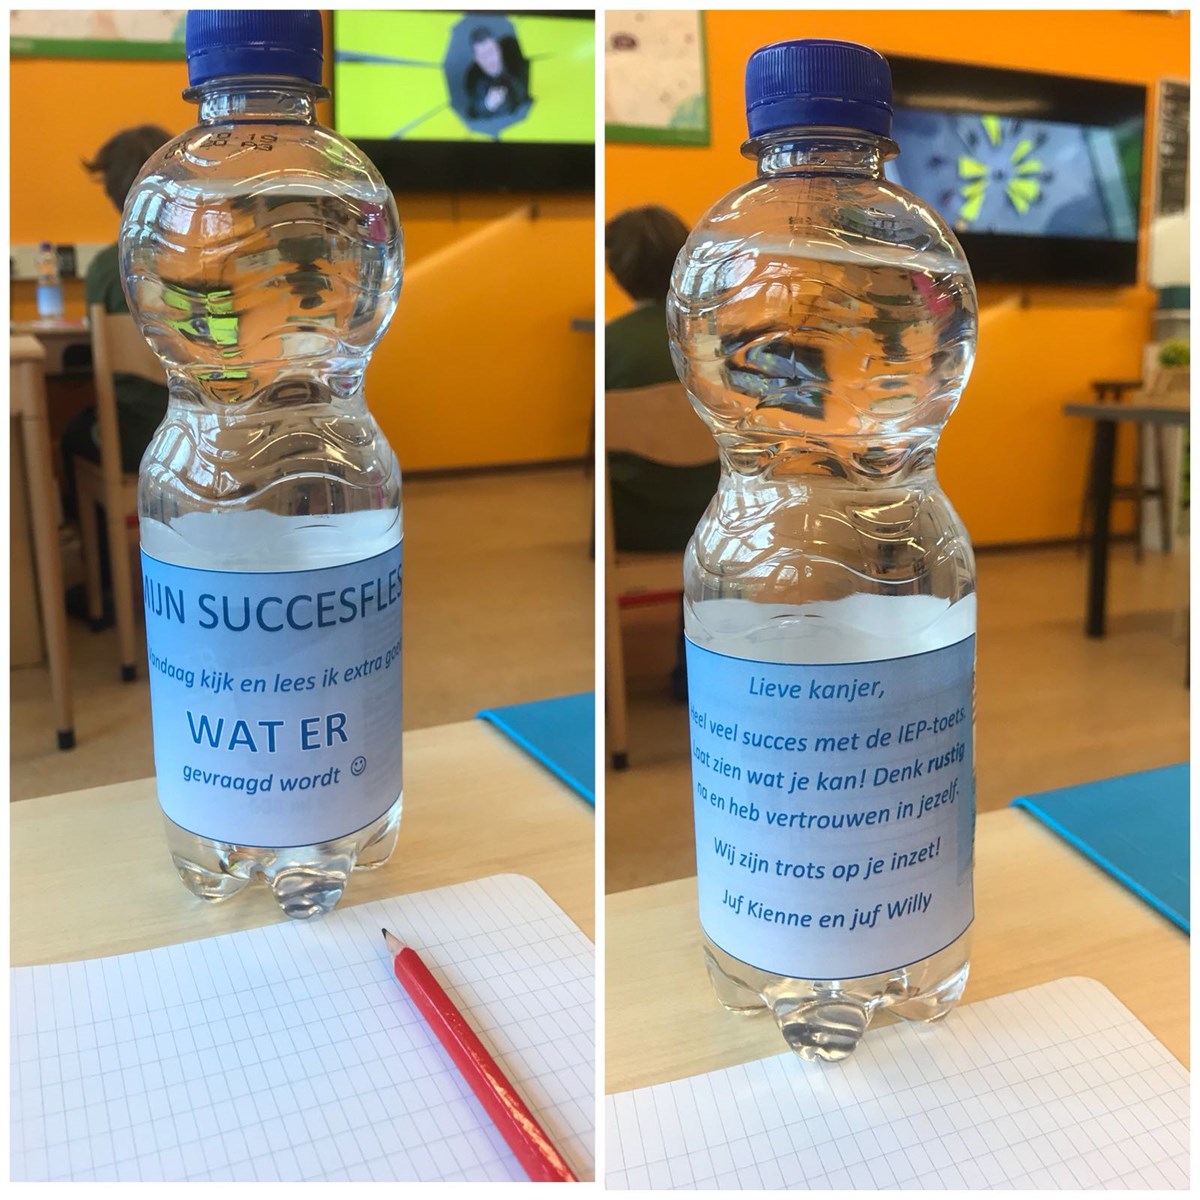 MIJN SUCCESFLES
Vandaag kijk en lees ik extra goed
WAT ER
gevraagd wordt ☺
Lieve kanjer,
Heel veel succes met de IEP-toets.
Laat zien wat je kan! Denk rustig
na en heb vertrouwen in jezelf.
Wij zijn trots op je inzet!
Juf Kienne en juf Willy